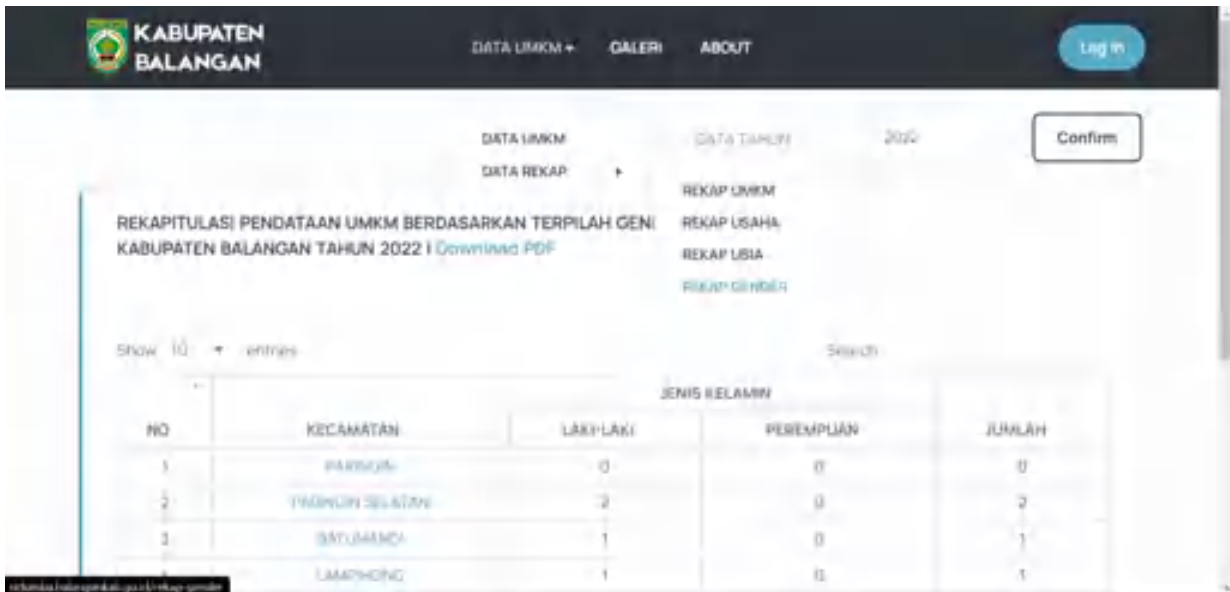 KABUPATEN
BALANGAN
DATA UMKM GALERI ABOUT Log In
DATA UMKM DATA TAHUN 2022 Confirm
DATA REKAP
REKAP UMKM
REKAPITULASI PENDATAAN UMKM BERDASARKAN TERPILAH GEN REKAP USAHA
KABUPATEN BALANGAN TAHUN 2022 | Download PDF
REKAP USIA
REKAP GENDER
Show 10 entries Search
JENIS KELAMIN
NO KECAMATAN LAKI-LAKI PEREMPUAN JUMLAH
1 PARINGIN 0 0 0
2 PARINGIN SELATAN 2 0 2
3 BATUMANDI 1 0 1
LAMPIHONG 1 0 1